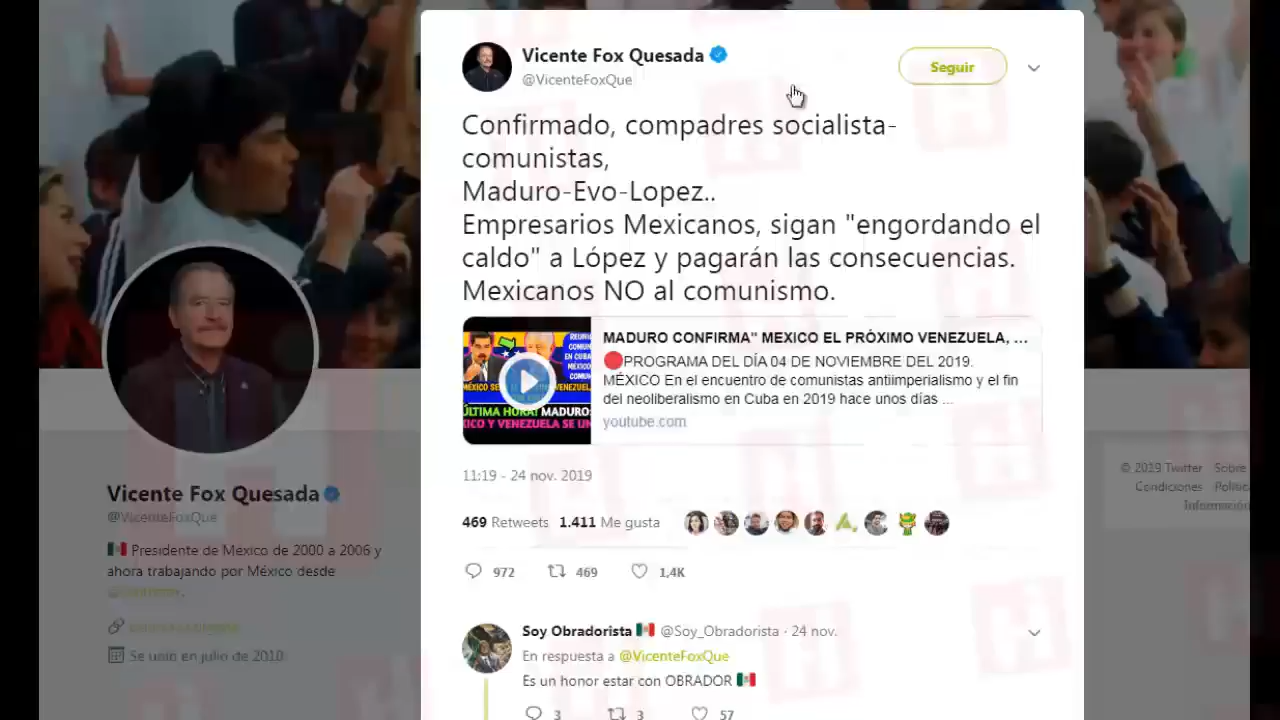 Vicente Fox Quesada
@VicenteFoxQue
Seguir
Confirmado, compadres socialista-
comunistas,
Maduro-Evo-Lopez..
Empresarios Mexicanos, sigan "engordando el
caldo" a López y pagarán las consecuencias.
Mexicanos NO al comunismo.
MADURO CONFIRMA" MEXICO EL PRÓXIMO VENEZUELA, ...
PROGRAMA DEL DÍA 04 DE NOVIEMBRE DEL 2019.
MÉXICO En el encuentro de comunistas antiimperialismo y el fin
del neoliberalismo en Cuba en 2019 hace unos días ...
youtube.com
ÚLTIMA HORA! MADURO:
11:19 - 24 nov. 2019
469 Retweets 1.411 Me gusta
972 469 1,4K
Soy Obradorista @Soy_Obradorista · 24 nov.
En respuesta a @VicenteFoxQue
Es un honor estar con OBRADOR
3 3 57
Vicente Fox Quesada
@VicenteFoxQue
Presidente de México de 2000 a 2006 y
ahora trabajando por México desde
Se unió en julio de 2010
© 2019 Twitter Sobre
Condiciones